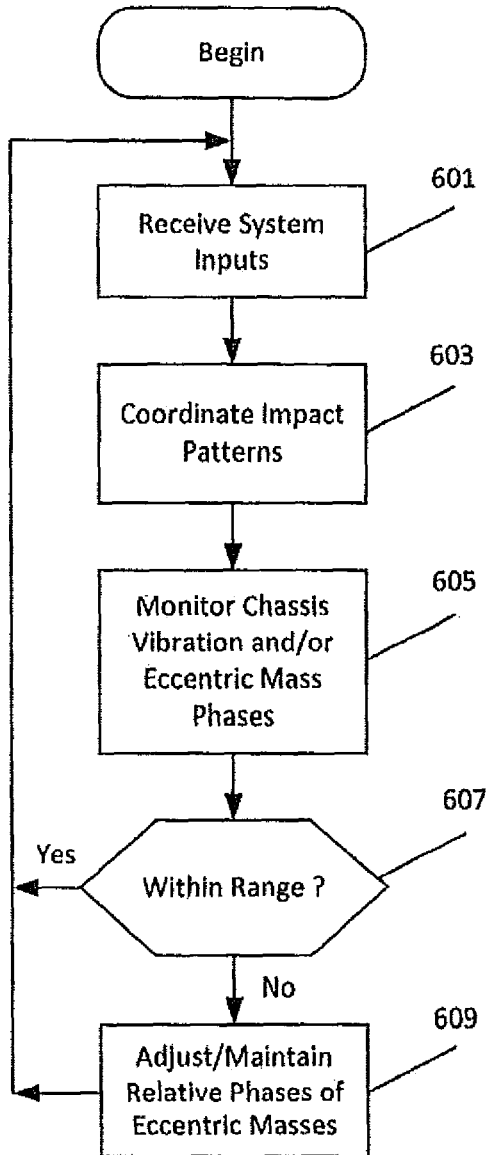 Begin
601
Receive System
Inputs
603
Coordinate Impact
Patterns
605
Monitor Chassis
Vibration and/or
Eccentric Mass
Phases
607
Yes
Within Range ?
No
609
Adjust/Maintain
Relative Phases of
Eccentric Masses